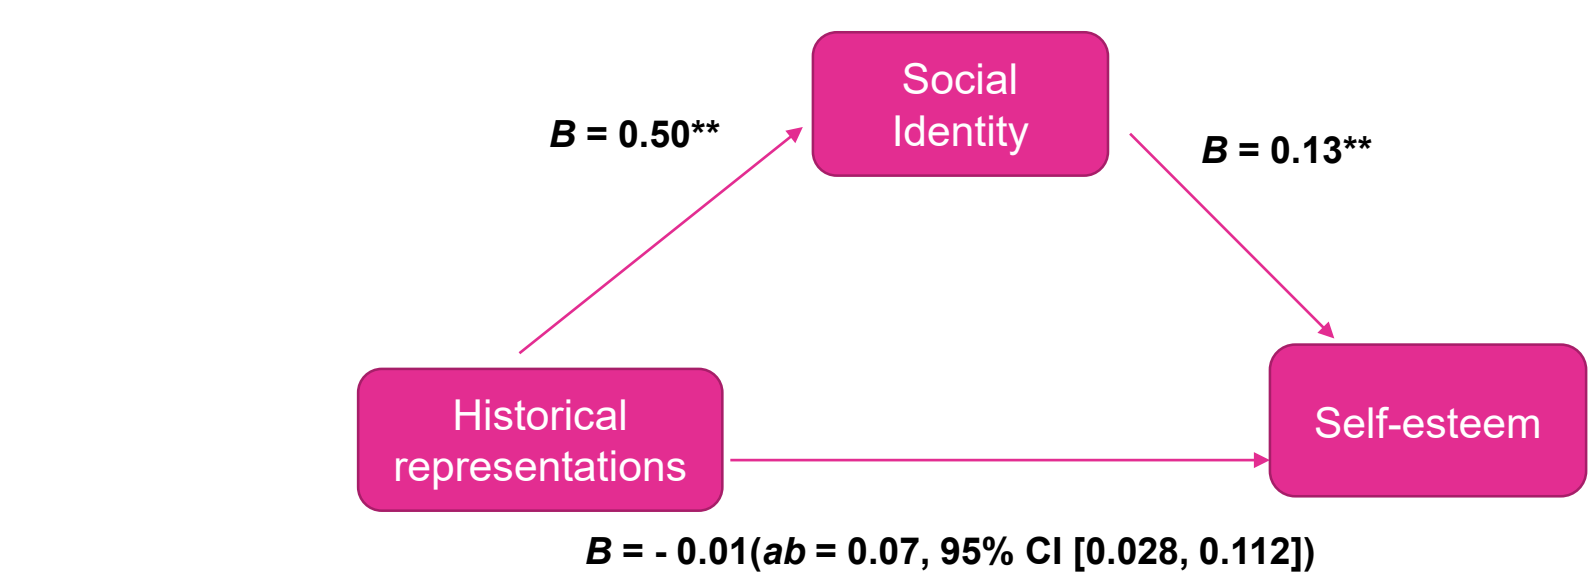 Social
Identity
B = 0.50**
B = 0.13**
Historical
representations
Self-esteem
B = - 0.01(ab = 0.07, 95% CI [0.028, 0.112])